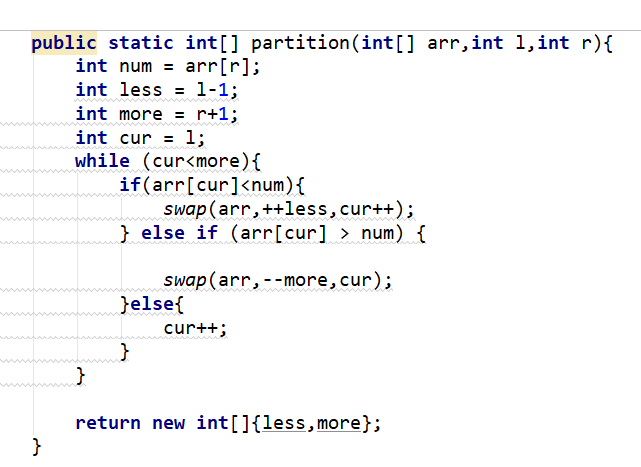 public static int[] partition(int[] arr,int l,int r){
    int num = arr[r];
    int less = l-1;
    int more = r+1;
    int cur = l;
    while (cur<more){
        if(arr[cur]<num){
            swap(arr,++less,cur++);
        } else if (arr[cur] > num) {
            swap(arr,--more,cur);
        }else{
            cur++;
        }
    }
    return new int[]{less,more};
}